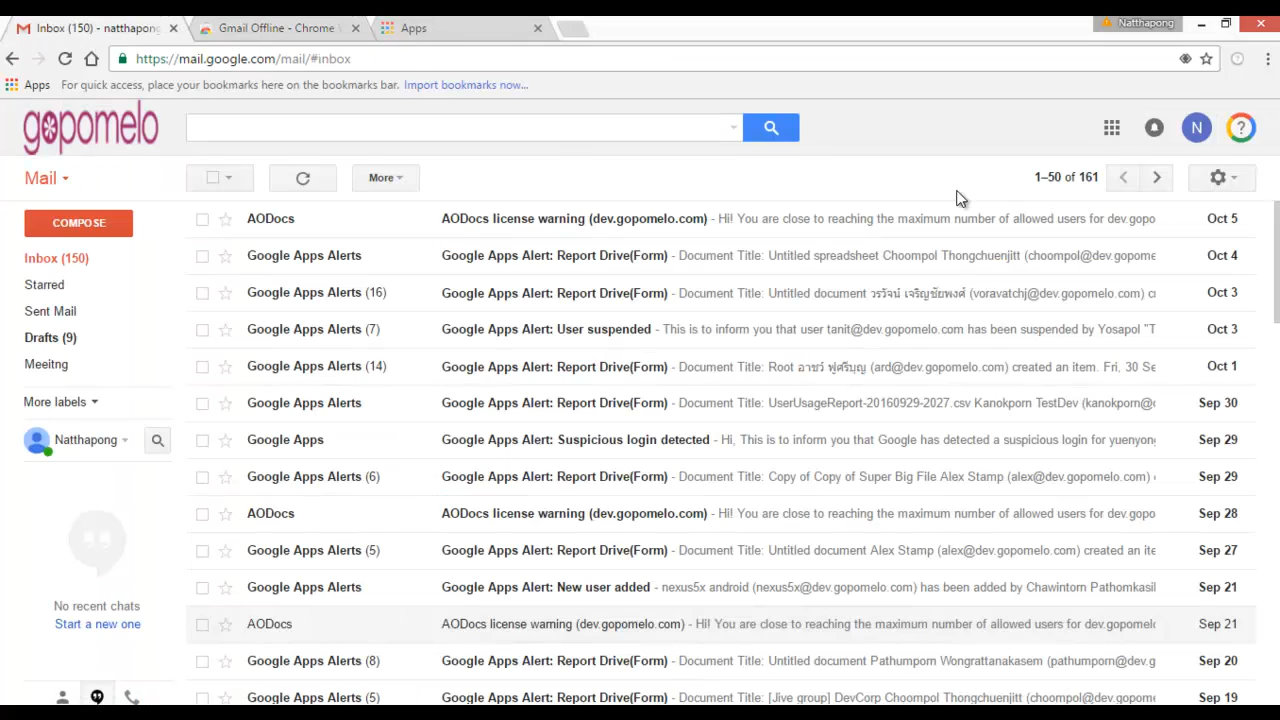 Inbox (150) - natthapong
Gmail Offline - Chrome
Apps
Natthapong
https://mail.google.com/mail/#inbox
Apps For quick access, place your bookmarks here on the bookmarks bar. Import bookmarks now...
gopomelo
N ?
Mail More 1–50 of 161
COMPOSE
Inbox (150)
Starred
Sent Mail
Drafts (9)
Meeitng
More labels
Natthapong
No recent chats
Start a new one
AODocs AODocs license warning (dev.gopomelo.com) - Hi! You are close to reaching the maximum number of allowed users for dev.gopo Oct 5
Google Apps Alerts Google Apps Alert: Report Drive(Form) - Document Title: Untitled spreadsheet Choompol Thongchuenjitt (choompol@dev.gopome Oct 4
Google Apps Alerts (16) Google Apps Alert: Report Drive(Form) - Document Title: Untitled document วรวัจน์ เจริญชัยพงศ์ (voravatchj@dev.gopomelo.com) cr Oct 3
Google Apps Alerts (7) Google Apps Alert: User suspended - This is to inform you that user tanit@dev.gopomelo.com has been suspended by Yosapol "T Oct 3
Google Apps Alerts (14) Google Apps Alert: Report Drive(Form) - Document Title: Root อาชว์ ฟูศรีบุญ (ard@dev.gopomelo.com) created an item. Fri, 30 Se Oct 1
Google Apps Alerts Google Apps Alert: Report Drive(Form) - Document Title: UserUsageReport-20160929-2027.csv Kanokporn TestDev (kanokporn@ Sep 30
Google Apps Google Apps Alert: Suspicious login detected - Hi, This is to inform you that Google has detected a suspicious login for yuenyong Sep 29
Google Apps Alerts (6) Google Apps Alert: Report Drive(Form) - Document Title: Copy of Copy of Super Big File Alex Stamp (alex@dev.gopomelo.com) Sep 29
AODocs AODocs license warning (dev.gopomelo.com) - Hi! You are close to reaching the maximum number of allowed users for dev.gopo Sep 28
Google Apps Alerts (5) Google Apps Alert: Report Drive(Form) - Document Title: Untitled document Alex Stamp (alex@dev.gopomelo.com) created an ite Sep 27
Google Apps Alerts Google Apps Alert: New user added - nexus5x android (nexus5x@dev.gopomelo.com) has been added by Chawintorn Pathomkasil Sep 21
AODocs AODocs license warning (dev.gopomelo.com) - Hi! You are close to reaching the maximum number of allowed users for dev.gopomelo Sep 21
Google Apps Alerts (8) Google Apps Alert: Report Drive(Form) - Document Title: Untitled document Pathumporn Wongrattanakasem (pathumporn@dev.g Sep 20
Google Apps Alerts (5) Google Apps Alert: Report Drive(Form) - Document Title: [Jive group] DevCorp Choompol Thongchuenjitt (choompol@dev.gopome Sep 19